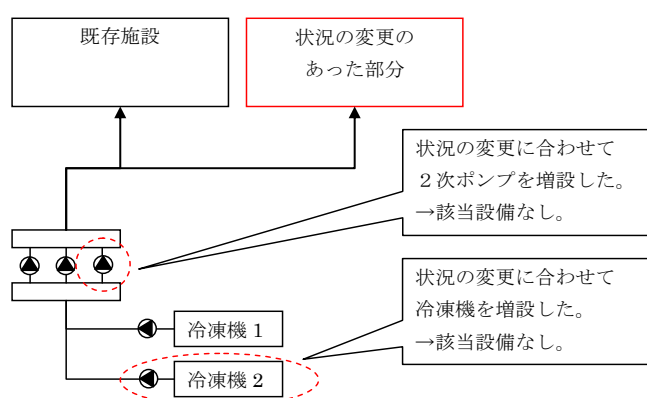 既存施設
状況の変更の
あった部分
状況の変更に合わせて
２次ポンプを増設した。
→該当設備なし。
状況の変更に合わせて
冷凍機を増設した。
→該当設備なし。
冷凍機１
冷凍機２